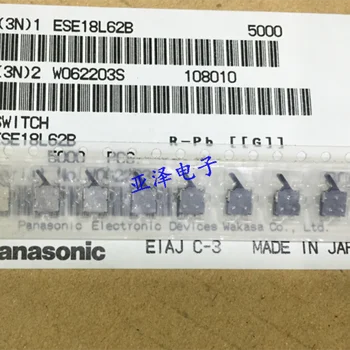 (3N)1 ESE18L62B 5000
(3N)2 W062203S 108010
SWITCH
ESE18L62B R-Pb [[G]]
5000 PCS
亚泽电子
Panasonic Electronic Devices Wakasa Co., Ltd.
Panasonic EIAJ C-3 MADE IN JAP